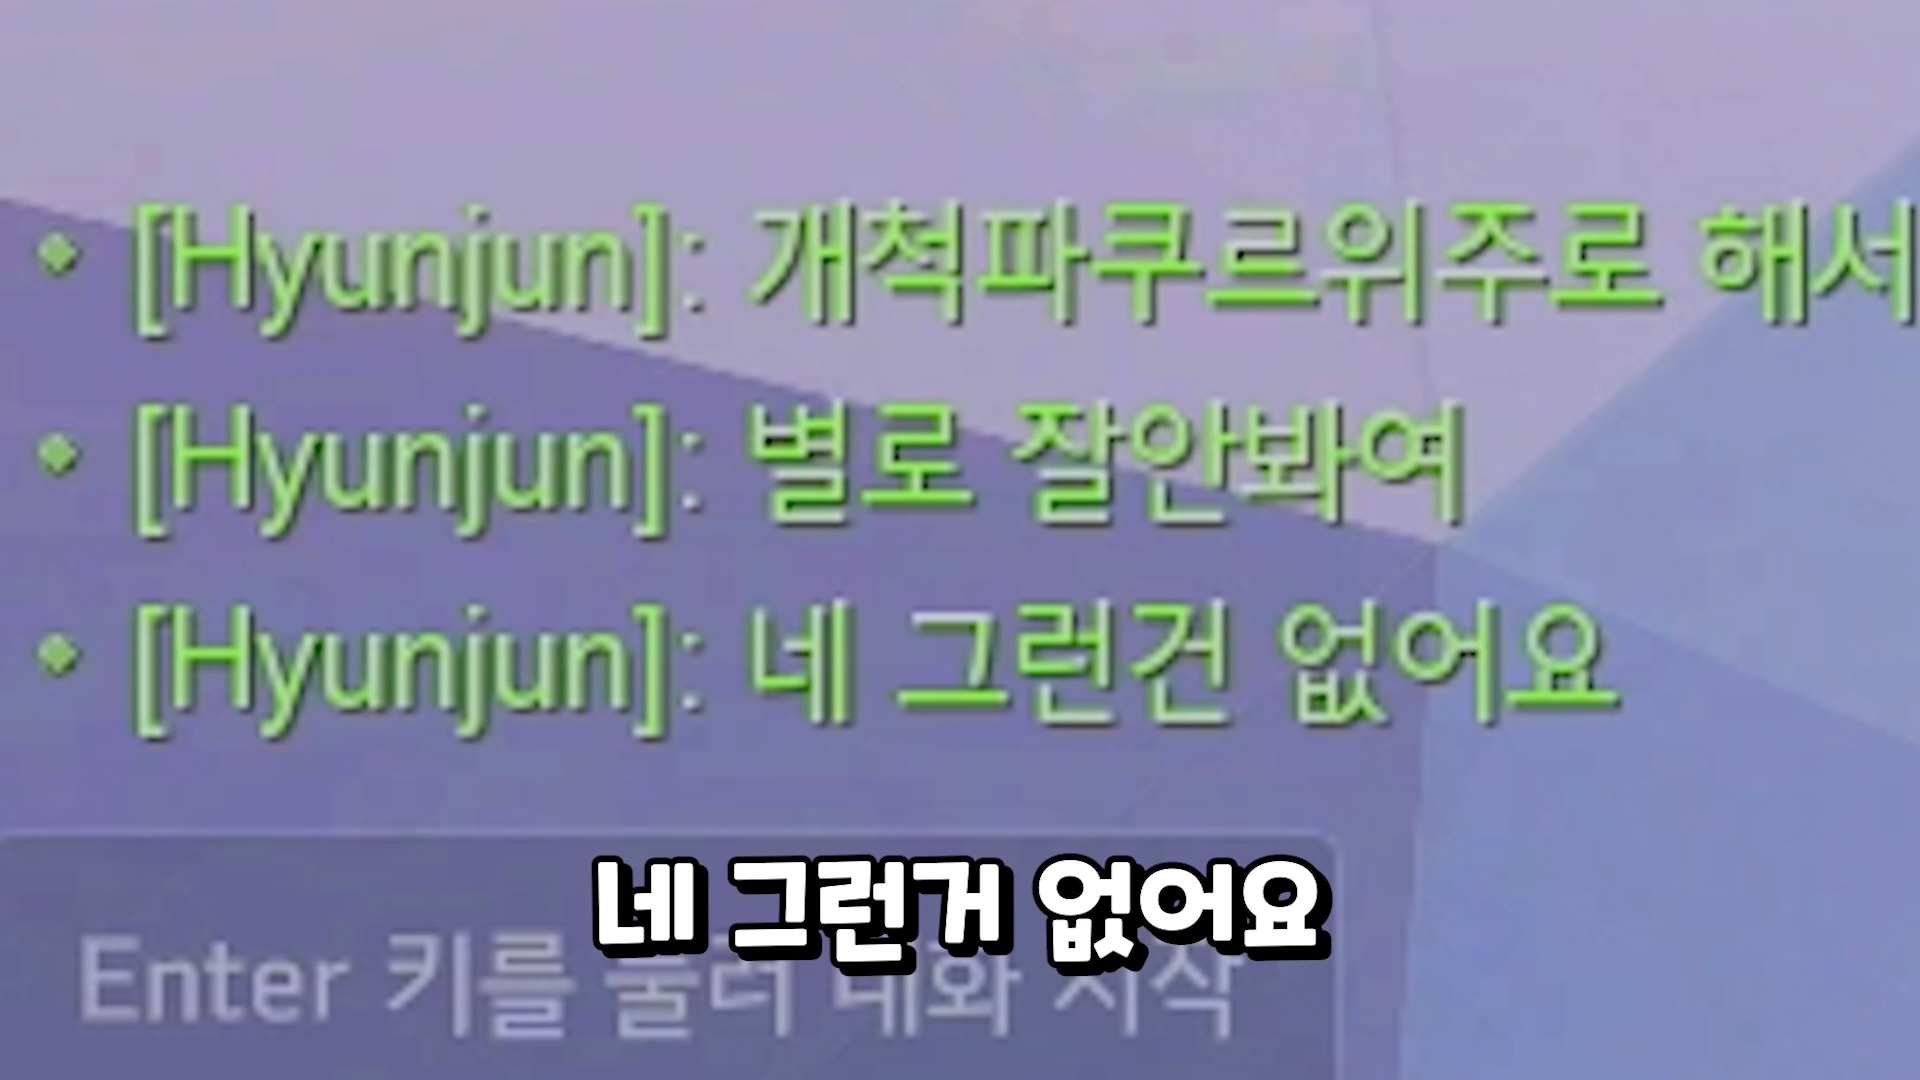 [Hyunjun]: 개척파쿠르위주로 해서
[Hyunjun]: 별로 잘안봐여
[Hyunjun]: 네 그런건 없어요
네 그런거 없어요
Enter 키를 눌러 대화 시작